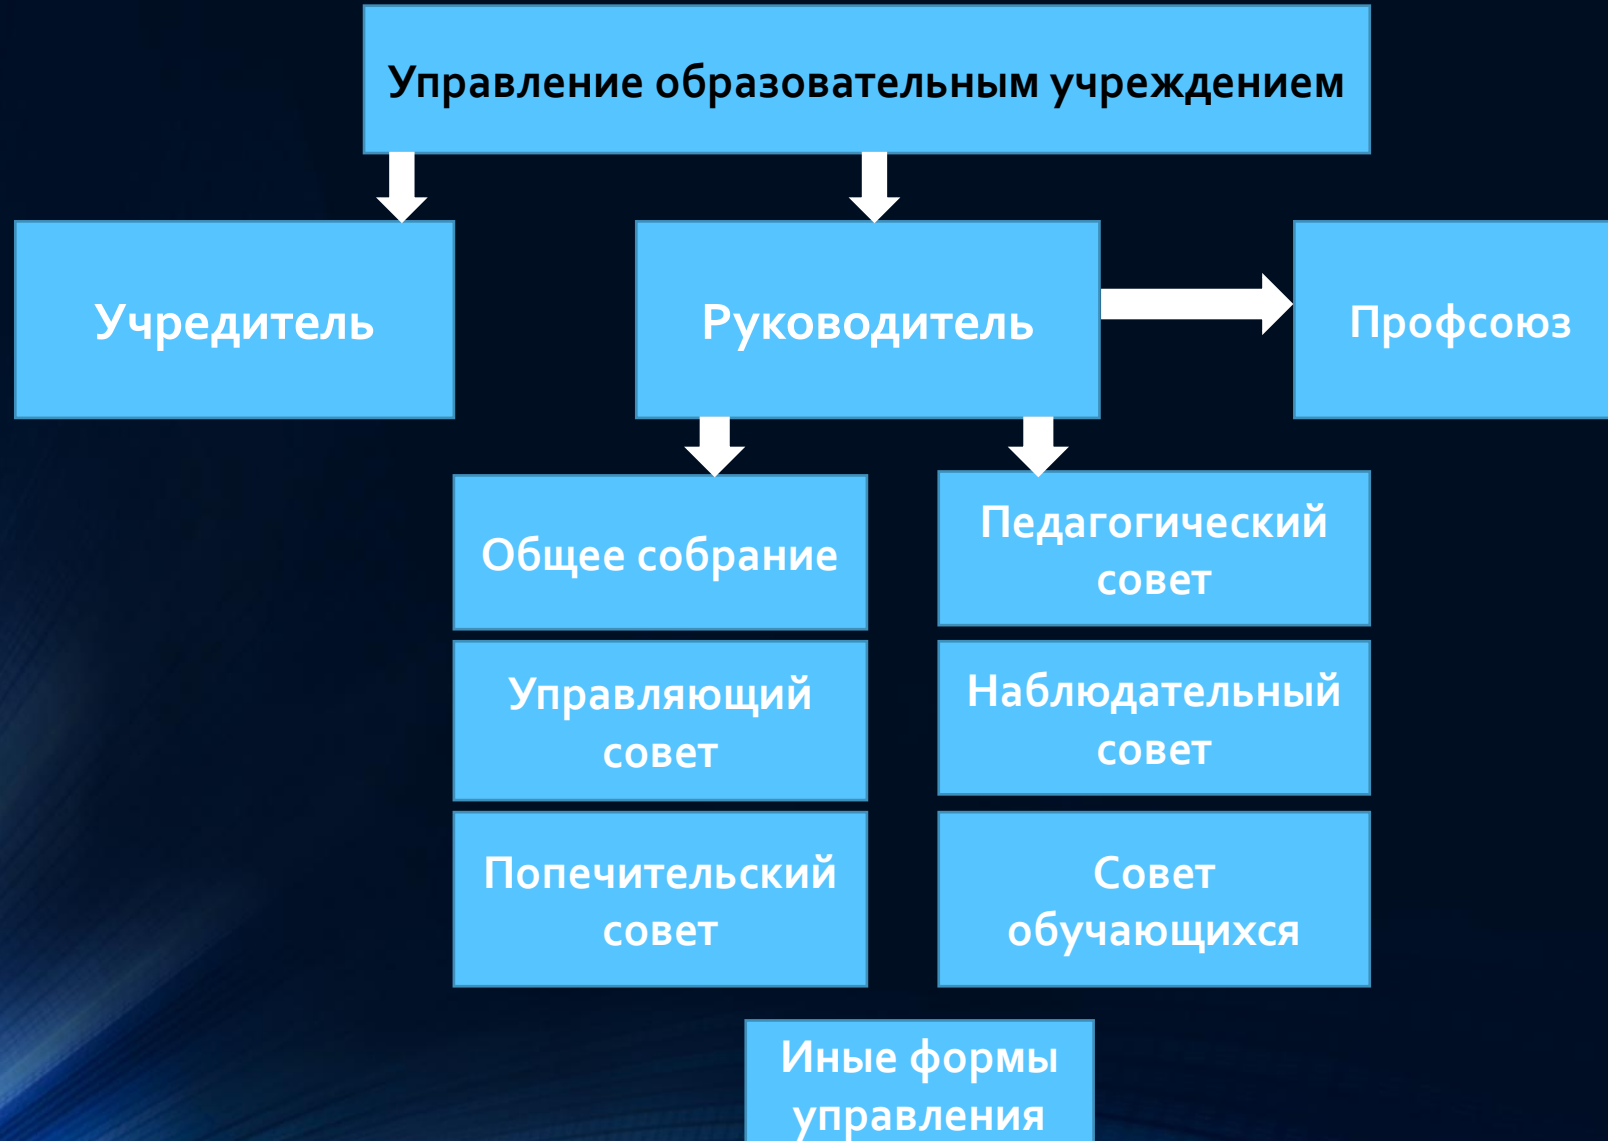 Управление образовательным учреждением
Учредитель
Руководитель
Профсоюз
Общее собрание
Педагогический
совет
Управляющий
совет
Наблюдательный
совет
Попечительский
совет
Совет
обучающихся
Иные формы
управления